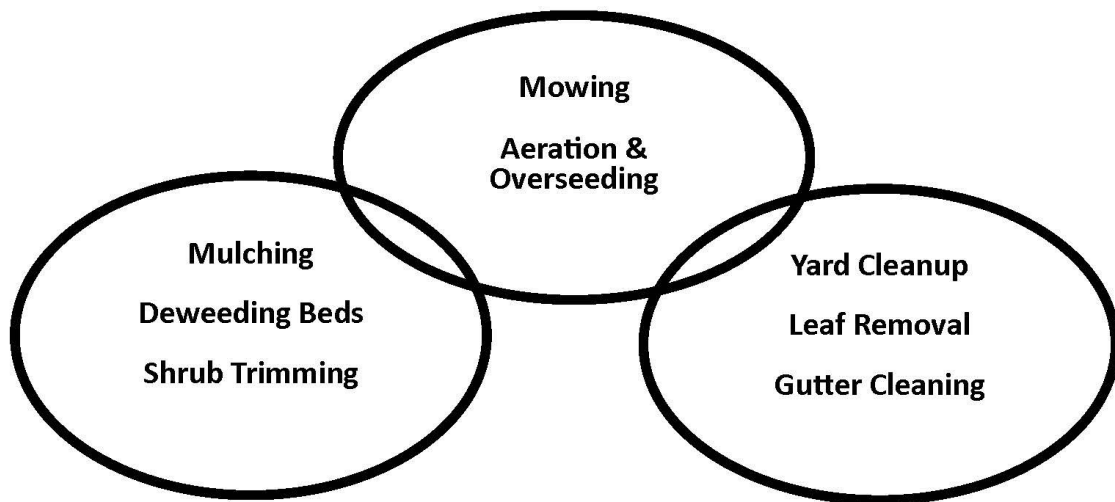 Mowing
Aeration &
Overseeding
Mulching
Deweeding Beds
Shrub Trimming
Yard Cleanup
Leaf Removal
Gutter Cleaning